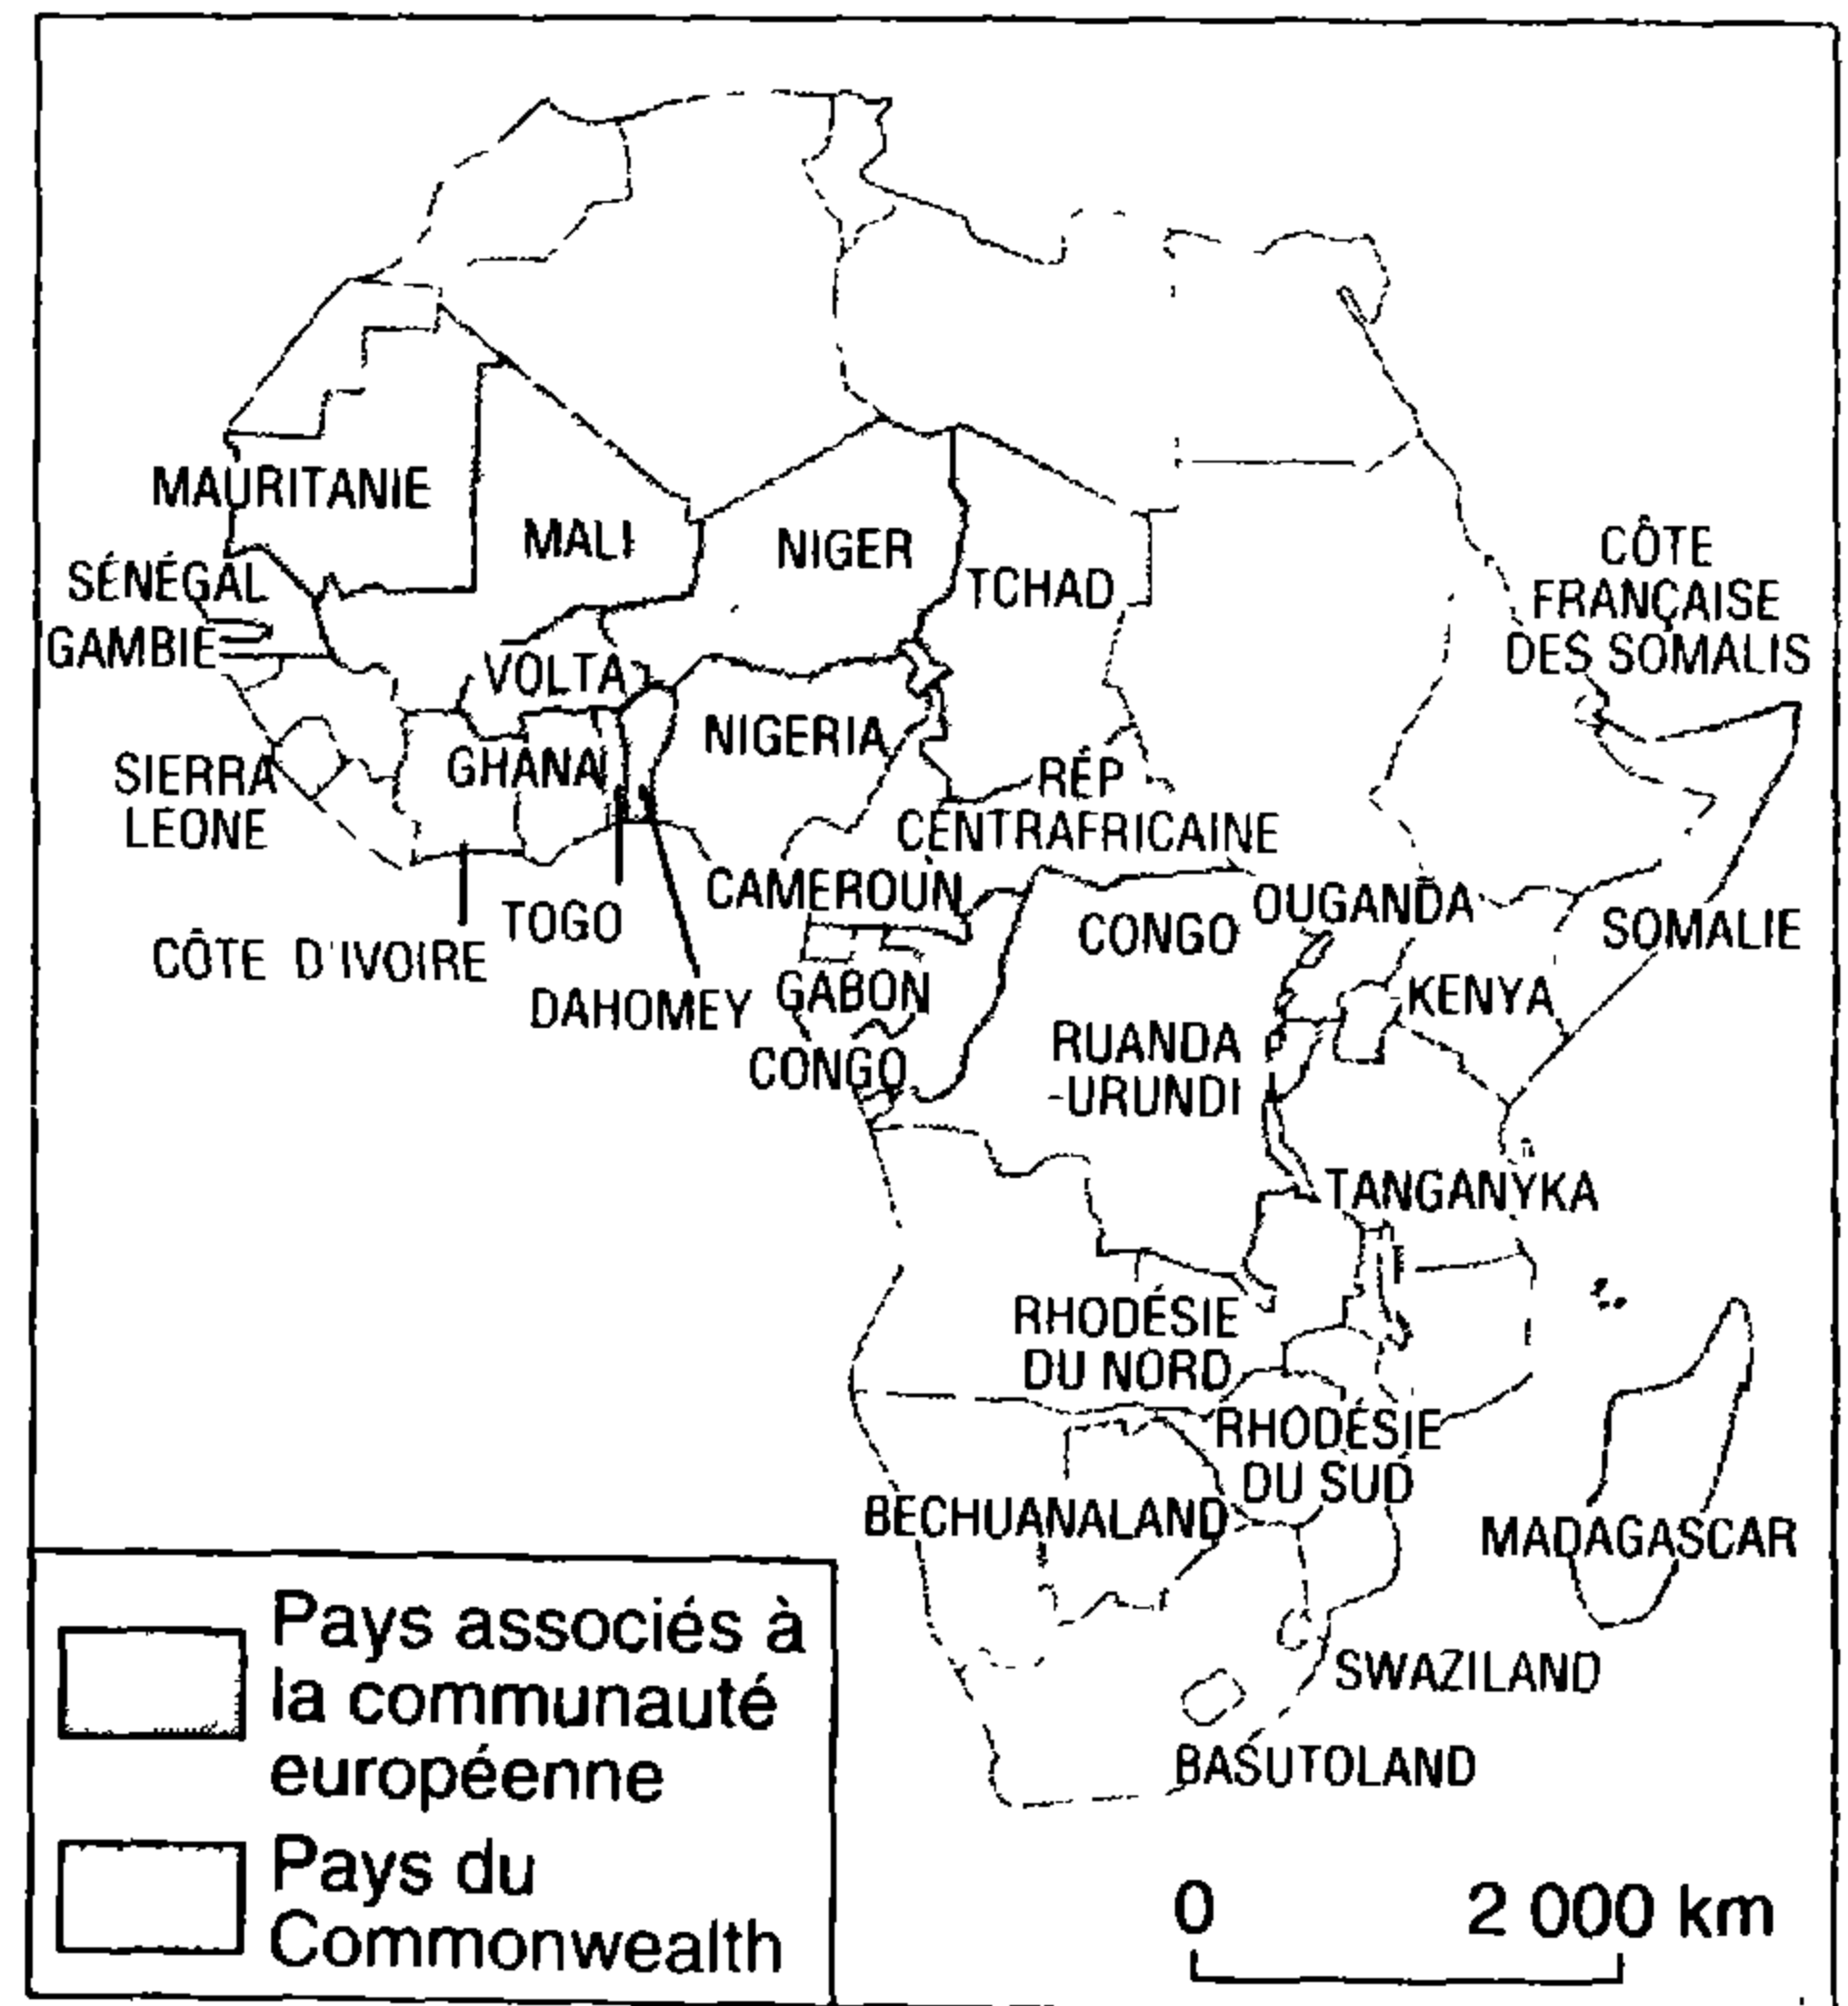 MAURITANIE
MALI
NIGER
TCHAD
CÔTE
FRANÇAISE
DES SOMALIS
SÉNÉGAL
GAMBIE
VOLTA
NIGERIA
SIERRA
LEONE
GHANA
RÉP
CENTRAFRICAINE
CAMEROUN
TOGO
CÔTE D'IVOIRE
DAHOMEY
GABON
CONGO
CONGO
OUGANDA
SOMALIE
KENYA
RUANDA
-URUNDI
TANGANYKA
RHODÉSIE
DU NORD
RHODÉSIE
DU SUD
BECHUANALAND
MADAGASCAR
SWAZILAND
BASUTOLAND
Pays associés à
la communauté
européenne
Pays du
Commonwealth
0 2 000 km